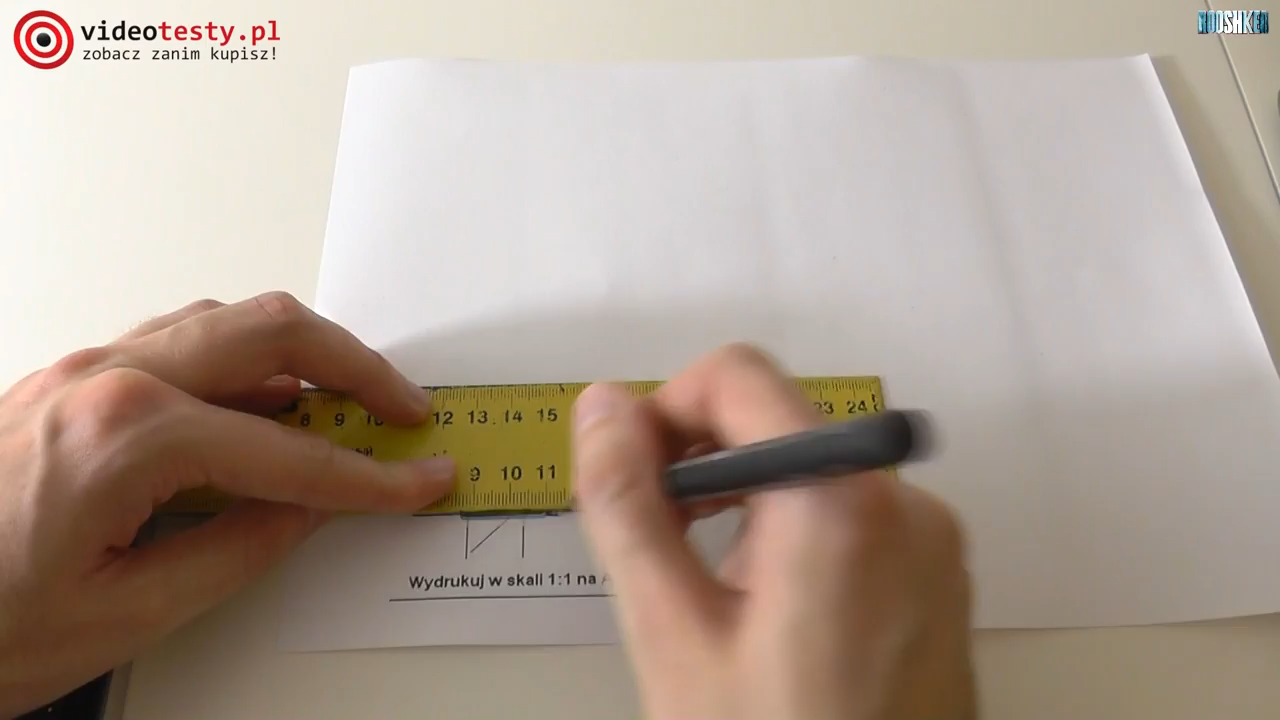 videotesty.pl
zobacz zanim kupisz!
8 9 10 12 13 14 15 23 24
9 10 11
Wydrukuj w skali 1:1 na